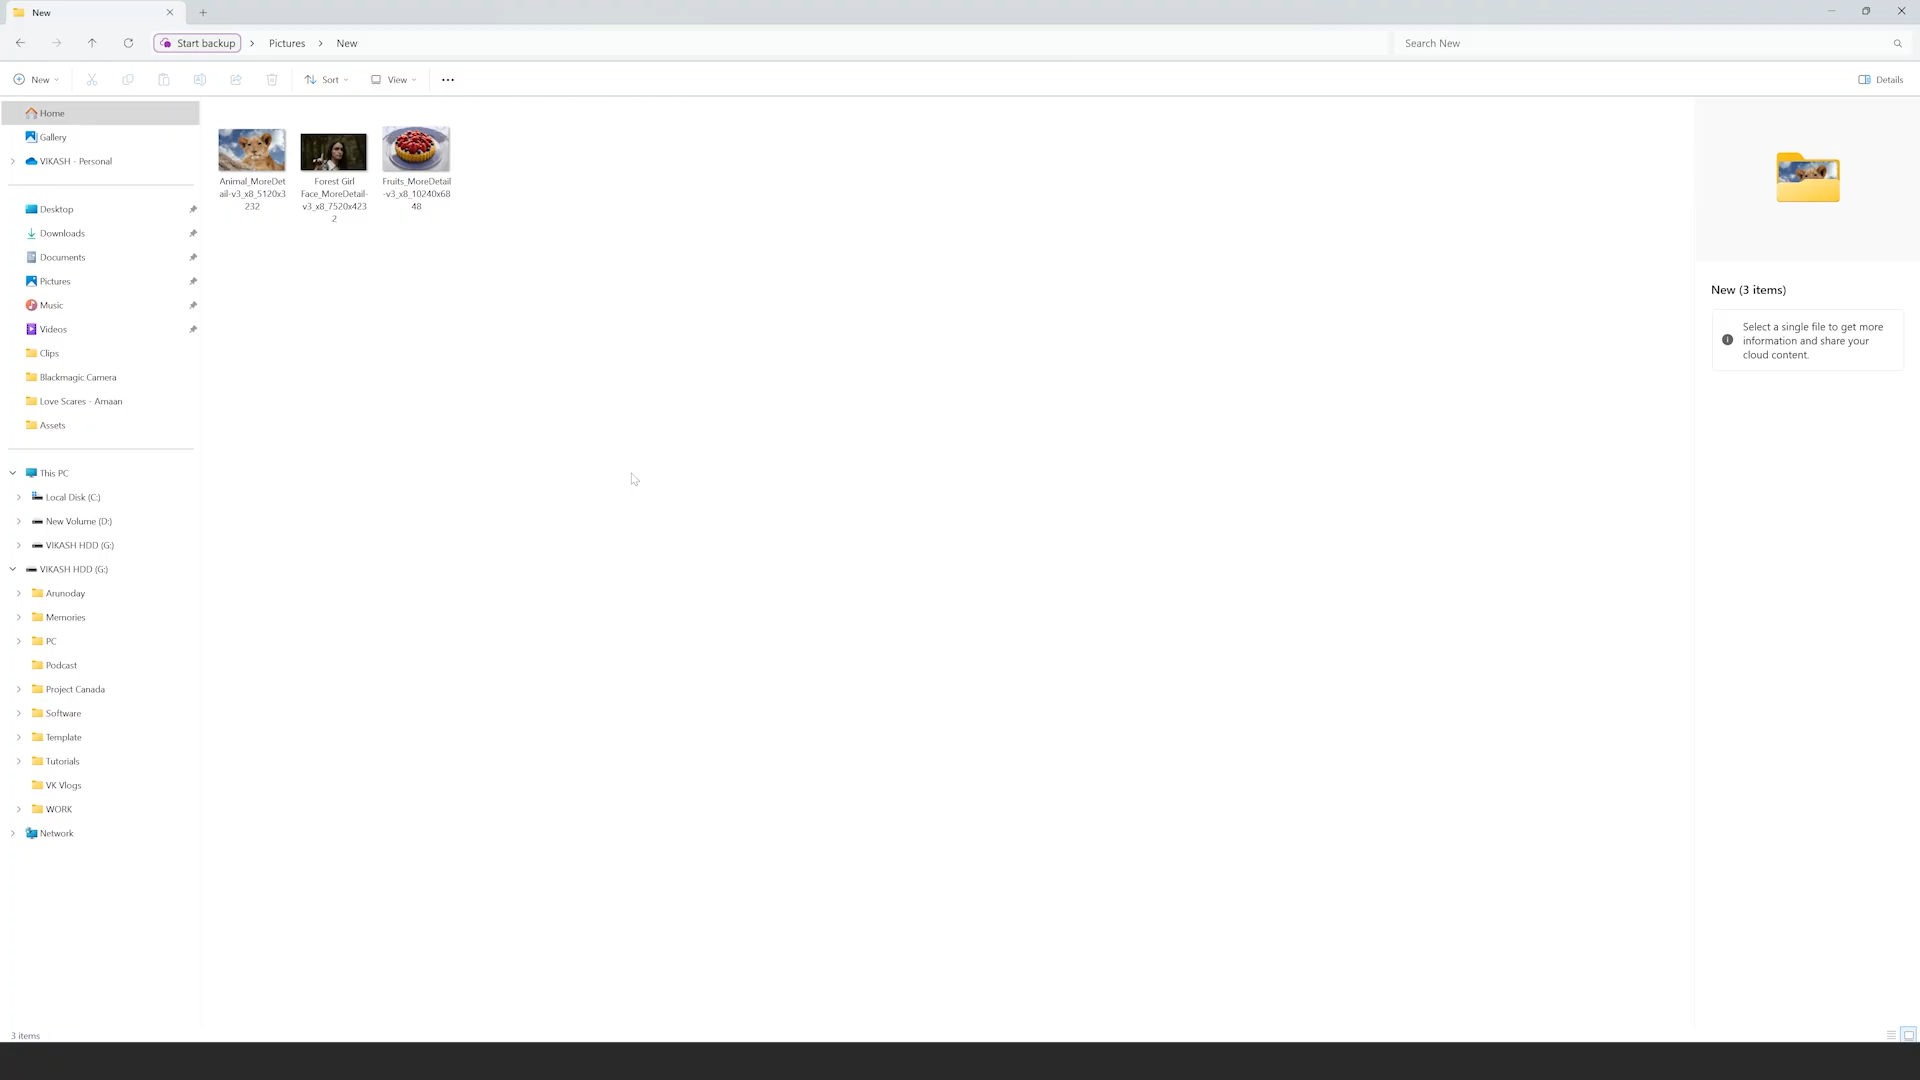 New
Start backup > Pictures > New
Search New
New
Sort
View
Details
Home
Gallery
VIKASH - Personal
Desktop
Downloads
Documents
Pictures
Music
Videos
Clips
Blackmagic Camera
Love Scares - Amaan
Assets
This PC
Local Disk (C:)
New Volume (D:)
VIKASH HDD (G:)
VIKASH HDD (G:)
Arunoday
Memories
PC
Podcast
Project Canada
Software
Template
Tutorials
VK Vlogs
WORK
Network
Animal_MoreDet
ail-v3_x8_5120x3
232
Forest Girl
Face_MoreDetail-
v3_x8_7520x423
2
Fruits_MoreDetail
-v3_x8_10240x68
48
New (3 items)
Select a single file to get more
information and share your
cloud content.
3 items